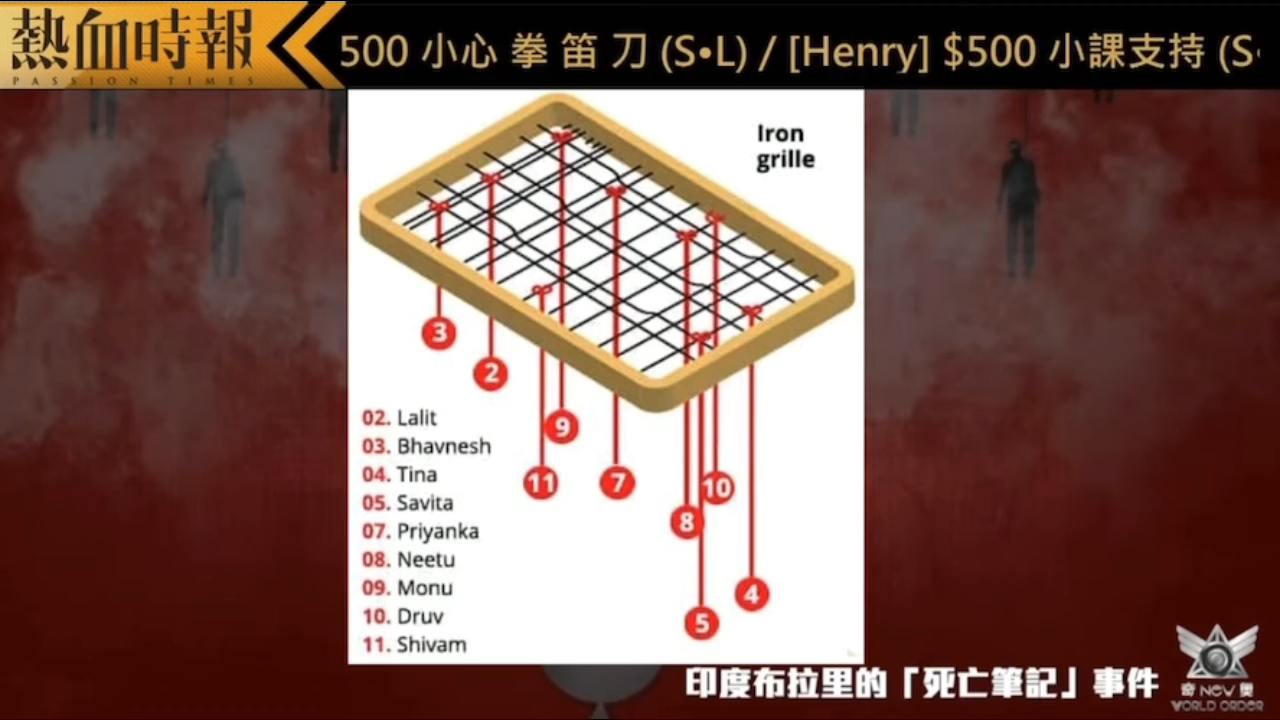 熱血時報
PASSION TIMES
500 小心 拳 笛 刀 (S•L) / [Henry] $500 小課支持 (S
Iron
grille
3
2
9
11
7
10
8
4
5
02. Lalit
03. Bhavnesh
04. Tina
05. Savita
07. Priyanka
08. Neetu
09. Monu
10. Druv
11. Shivam
印度布拉里的「死亡筆記」事件
奇 NEW 奧
WORLD ORDER